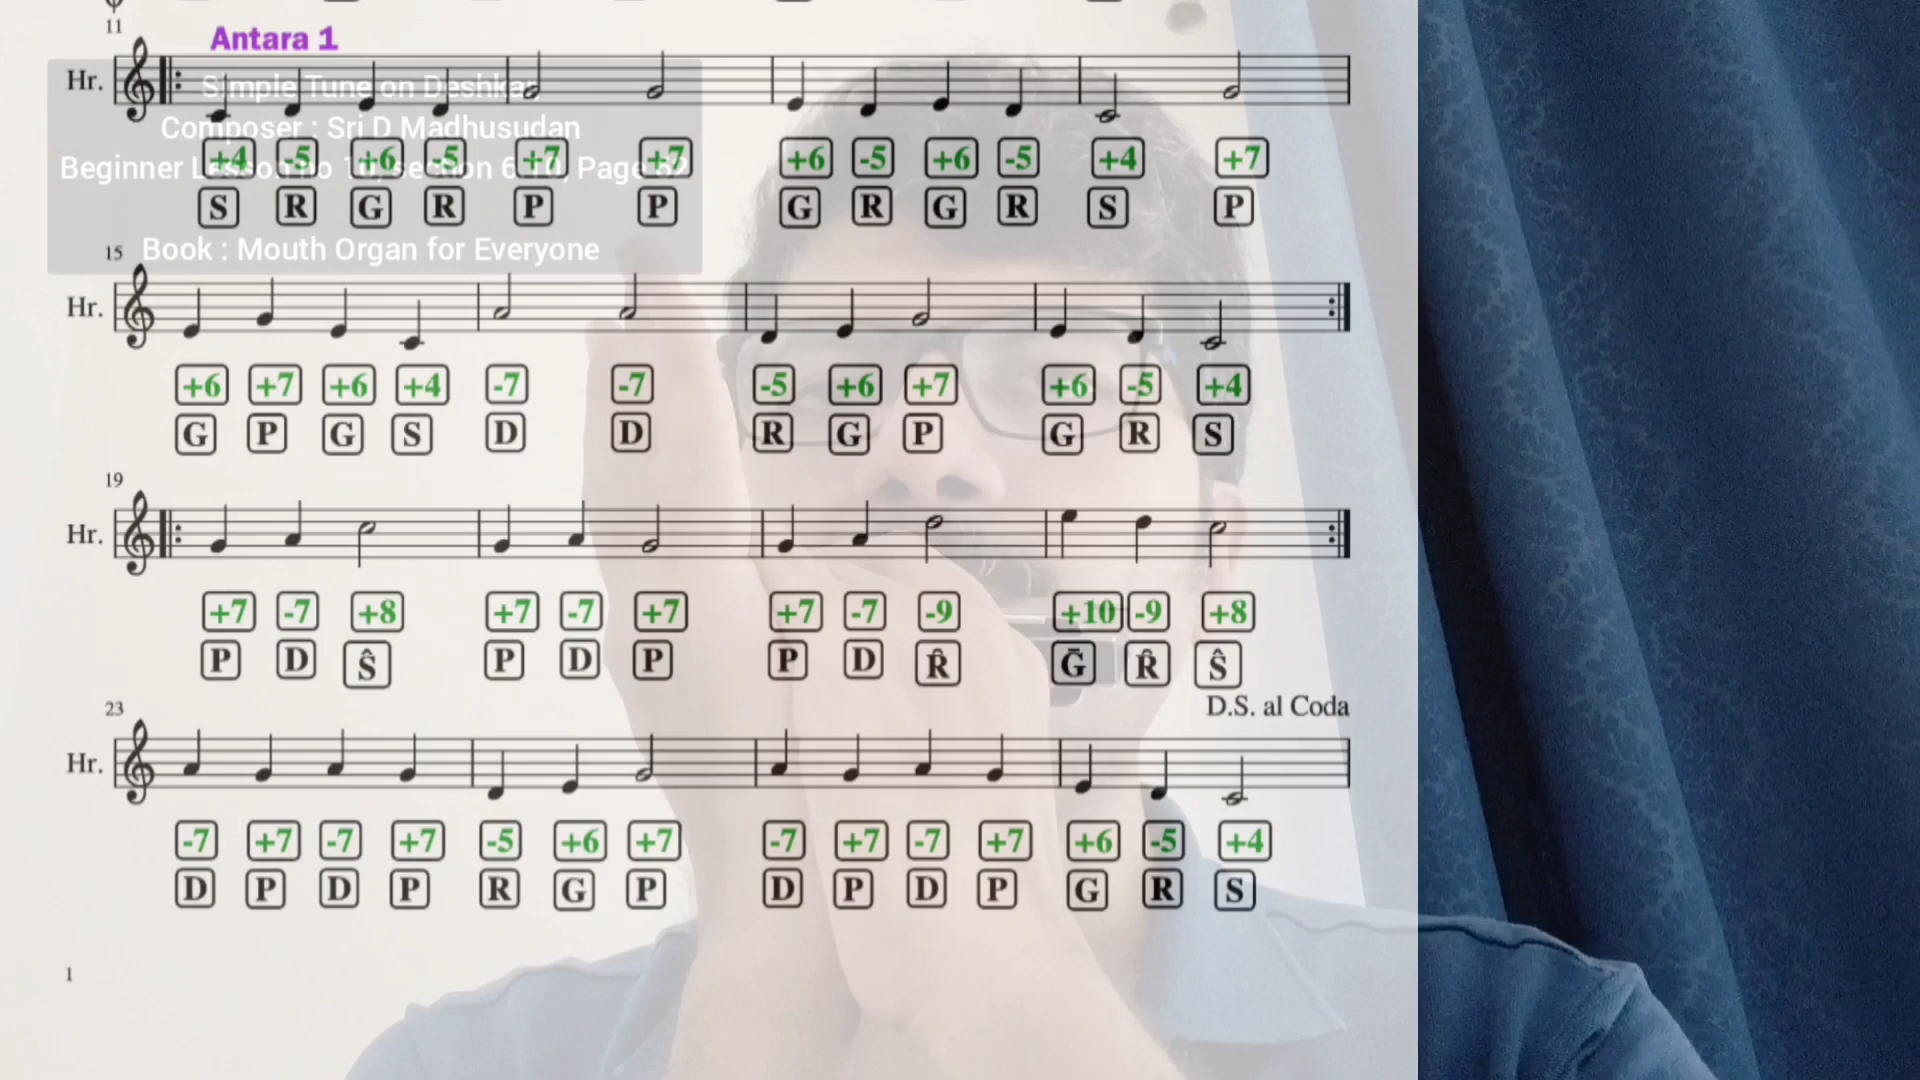 11
Antara 1
Hr.
Simple Tune on Deshkar
Composer : Sri D Madhusudan
+4 -5 +6 -5 +7 +7 +6 -5 +6 -5 +4 +7
Beginner Lesson no 10, section 6.10, Page 82
S R G R P P G R G R S P
Book : Mouth Organ for Everyone
15
Hr.
+6 +7 +6 +4 -7 -7 -5 +6 +7 +6 -5 +4
G P G S D D R G P G R S
19
Hr.
+7 -7 +8 +7 -7 +7 +7 -7 -9 +10 -9 +8
P D Ŝ P D P P D R̂ Ḡ R̂ Ŝ
D.S. al Coda
23
Hr.
-7 +7 -7 +7 -5 +6 +7 -7 +7 -7 +7 +6 -5 +4
D P D P R G P D P D P G R S
1